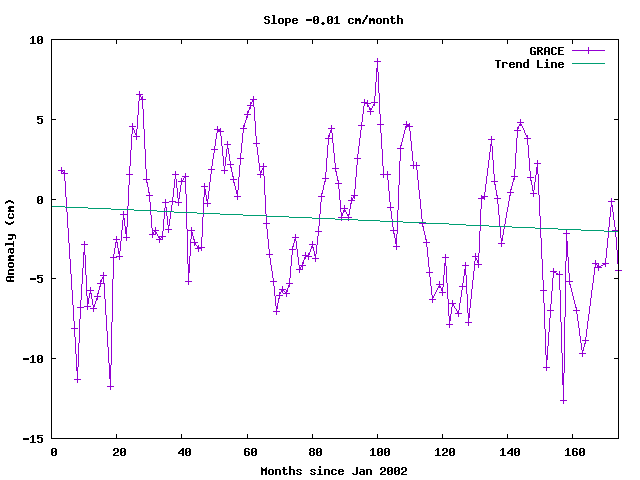 Slope -0.01 cm/month
GRACE
Trend Line
Anomaly (cm)
10
5
0
-5
-10
-15
0 20 40 60 80 100 120 140 160
Months since Jan 2002